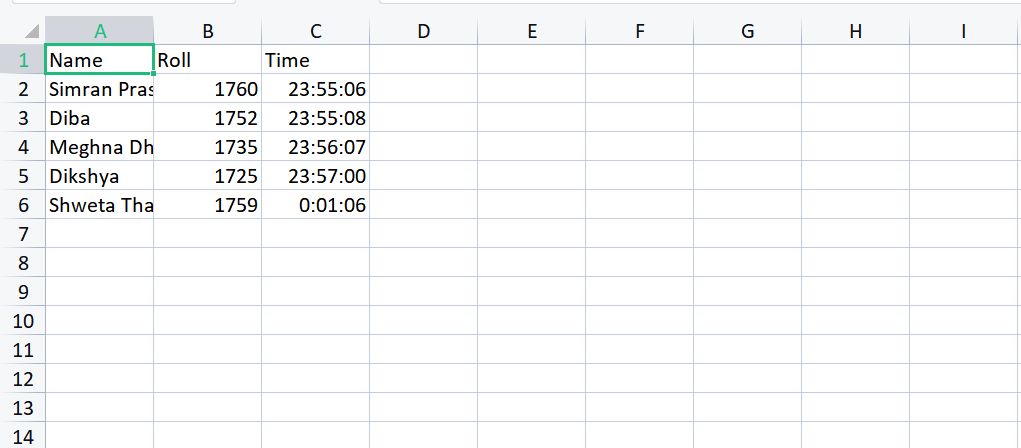 A B C D E F G H I
1 Name Roll Time
2 Simran Pras 1760 23:55:06
3 Diba 1752 23:55:08
4 Meghna Dh 1735 23:56:07
5 Dikshya 1725 23:57:00
6 Shweta Tha 1759 0:01:06
7
8
9
10
11
12
13
14